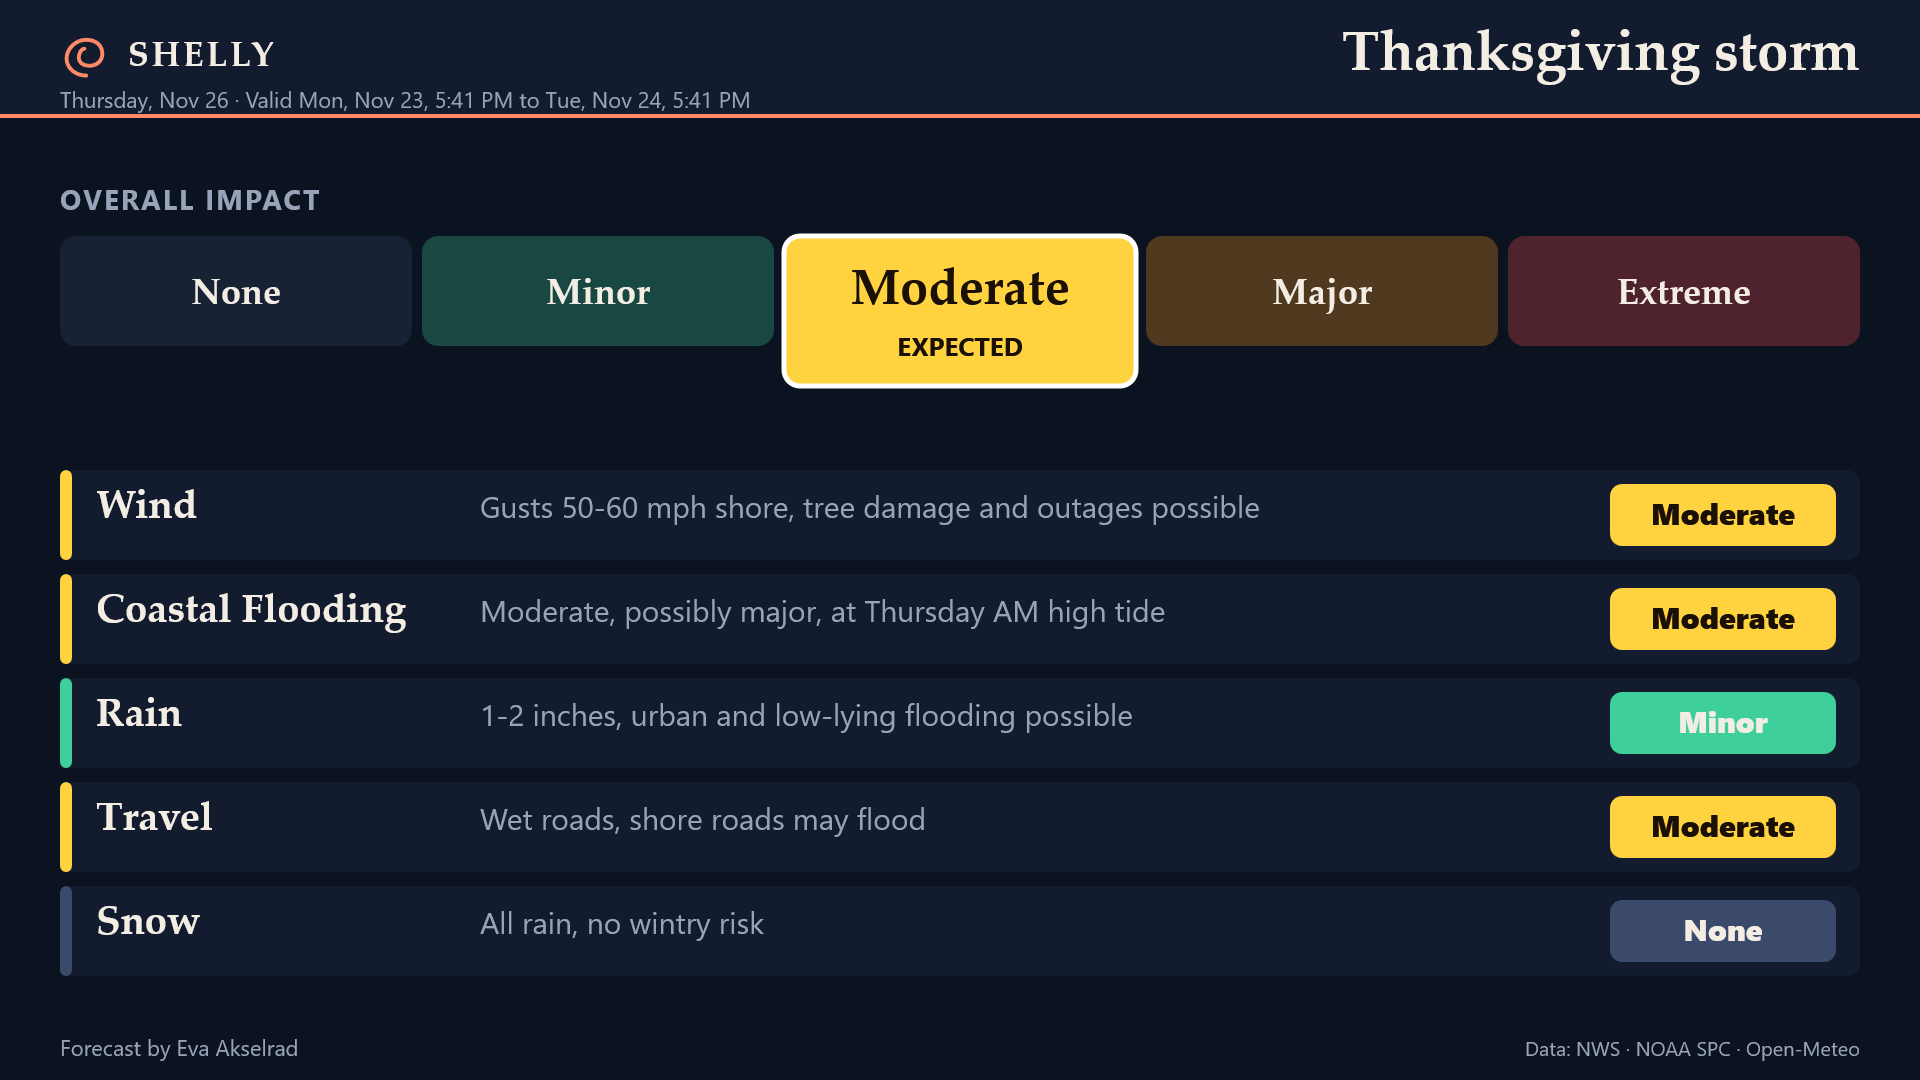 SHELLY
Thanksgiving storm
Thursday, Nov 26 · Valid Mon, Nov 23, 5:41 PM to Tue, Nov 24, 5:41 PM
OVERALL IMPACT
None
Minor
Moderate
EXPECTED
Major
Extreme
Wind
Gusts 50-60 mph shore, tree damage and outages possible
Moderate
Coastal Flooding
Moderate, possibly major, at Thursday AM high tide
Moderate
Rain
1-2 inches, urban and low-lying flooding possible
Minor
Travel
Wet roads, shore roads may flood
Moderate
Snow
All rain, no wintry risk
None
Forecast by Eva Akselrad
Data: NWS · NOAA SPC · Open-Meteo